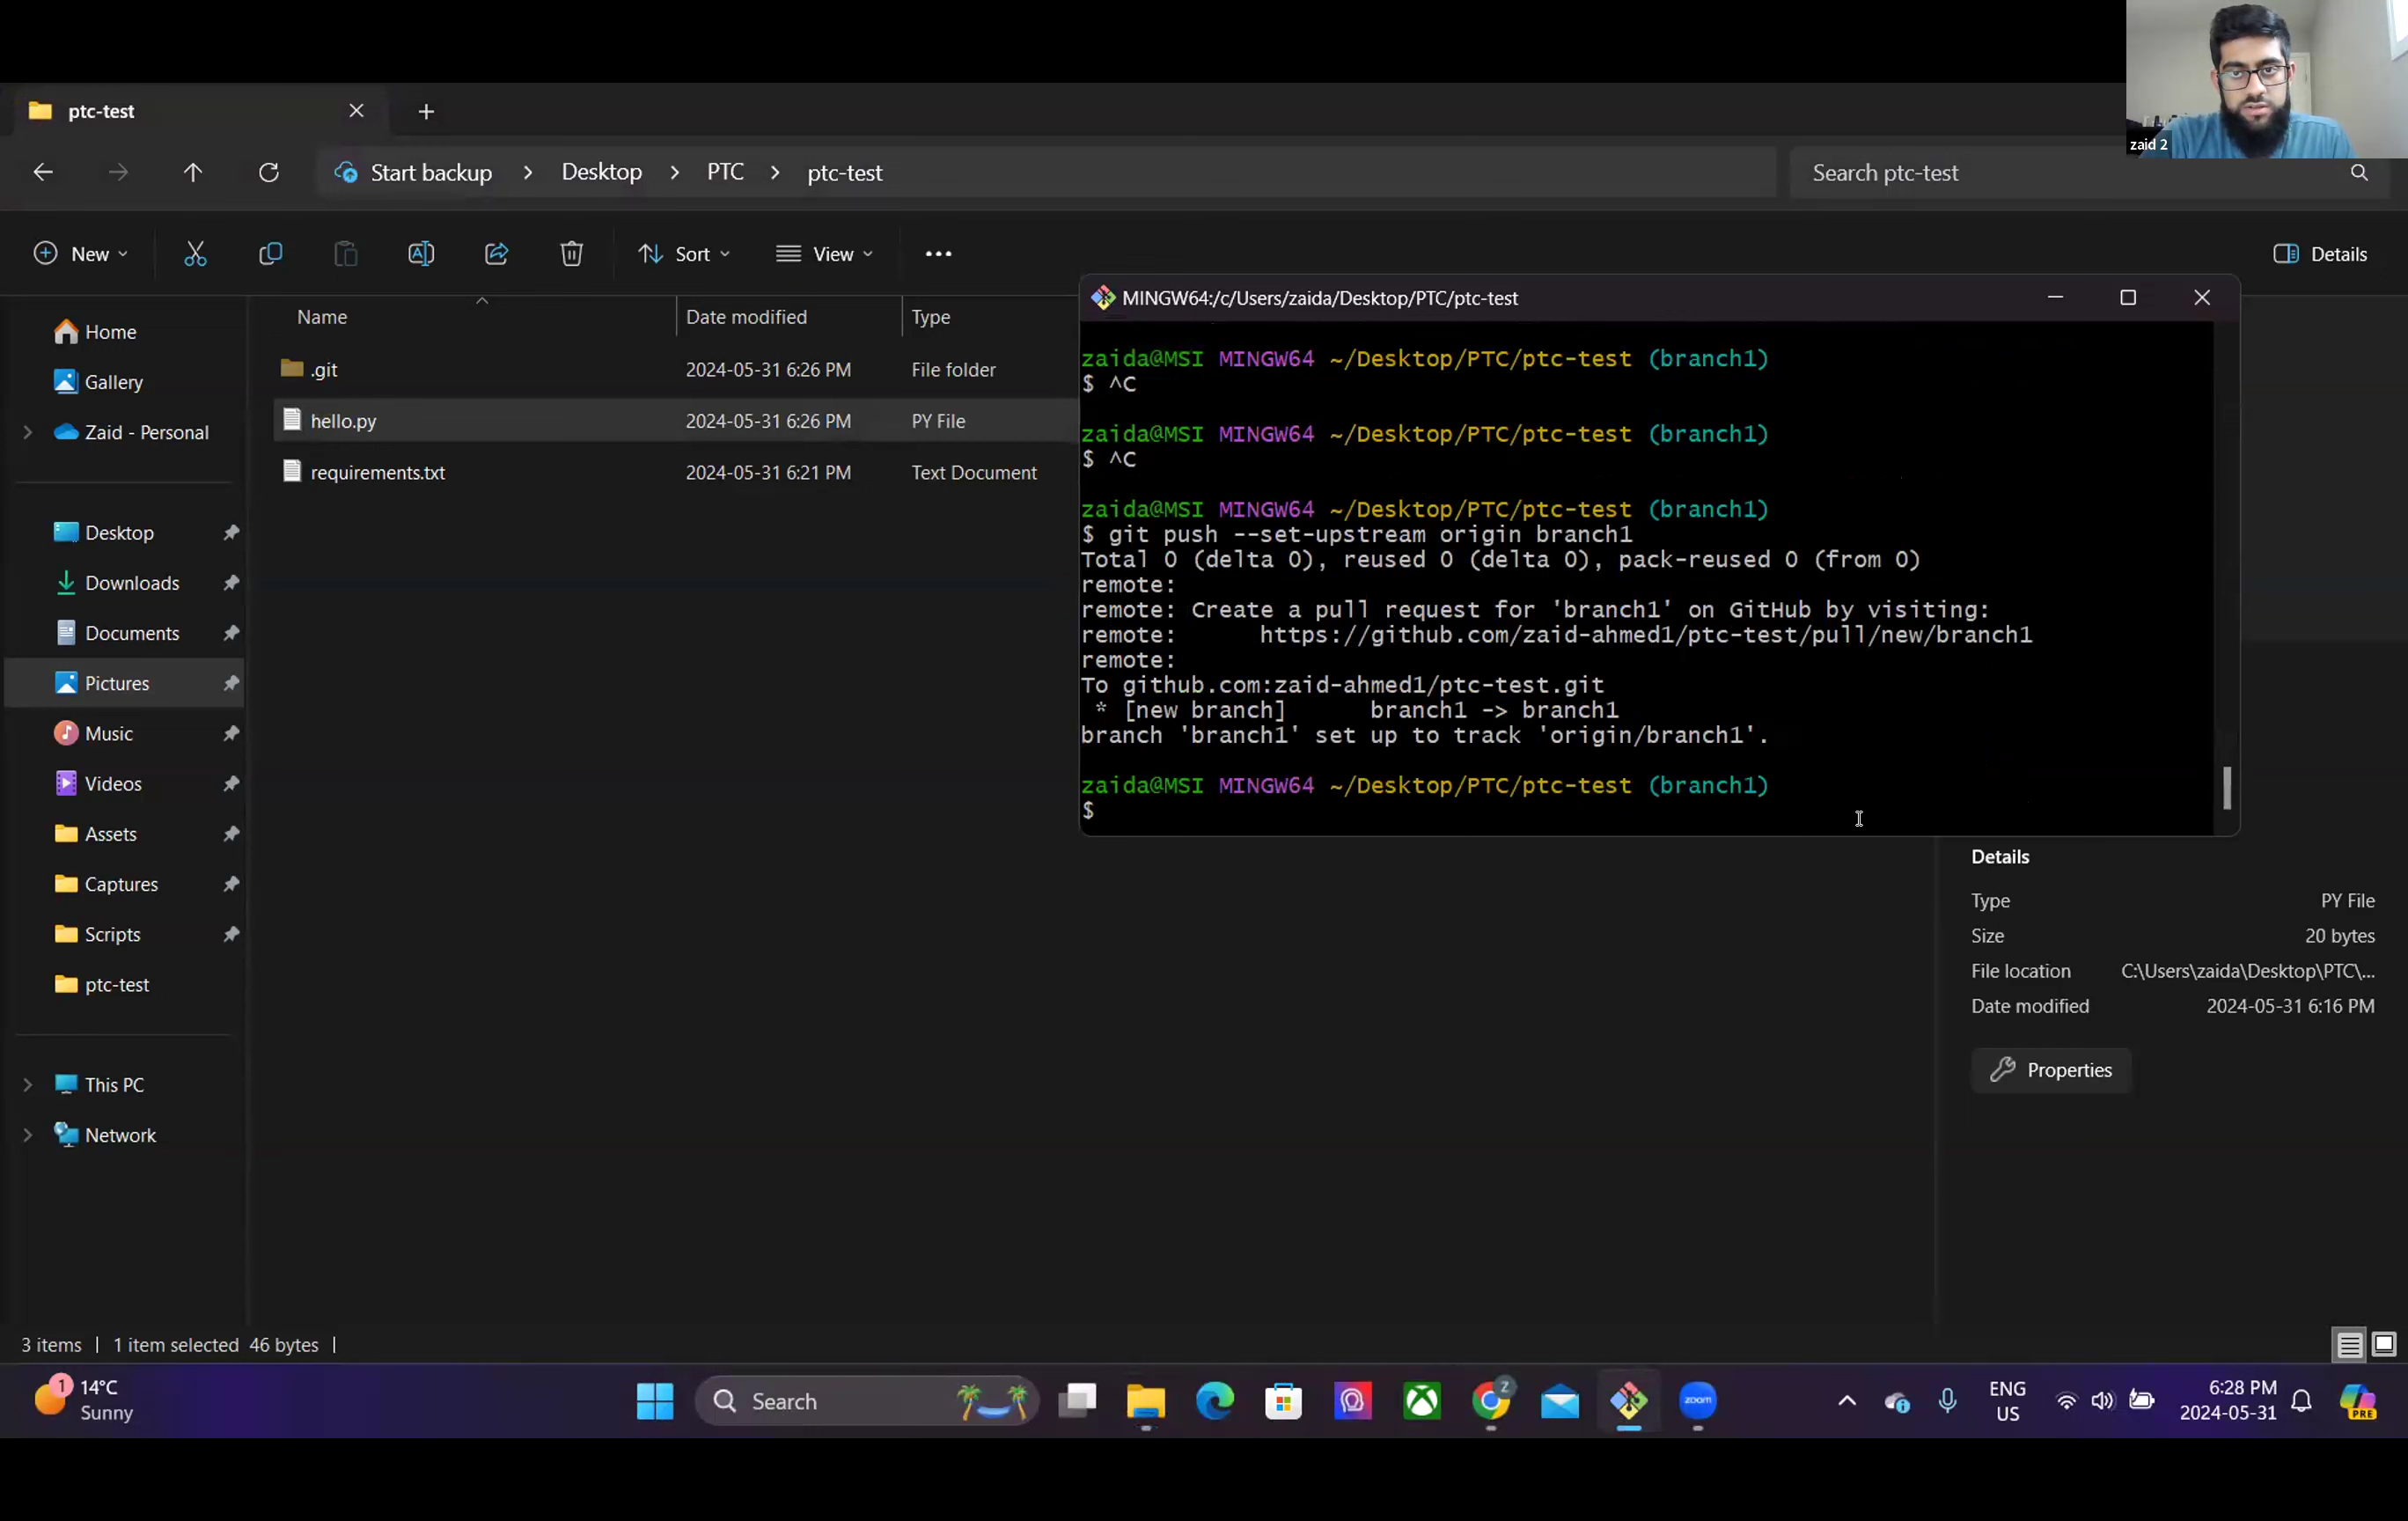 zaid 2
ptc-test
Start backup > Desktop > PTC > ptc-test
Search ptc-test
New
Sort
View
Details
Name Date modified Type
.git 2024-05-31 6:26 PM File folder
hello.py 2024-05-31 6:26 PM PY File
requirements.txt 2024-05-31 6:21 PM Text Document
Home
Gallery
Zaid - Personal
Desktop
Downloads
Documents
Pictures
Music
Videos
Assets
Captures
Scripts
ptc-test
This PC
Network
MINGW64:/c/Users/zaida/Desktop/PTC/ptc-test
zaida@MSI MINGW64 ~/Desktop/PTC/ptc-test (branch1)
$ ^C
zaida@MSI MINGW64 ~/Desktop/PTC/ptc-test (branch1)
$ ^C
zaida@MSI MINGW64 ~/Desktop/PTC/ptc-test (branch1)
$ git push --set-upstream origin branch1
Total 0 (delta 0), reused 0 (delta 0), pack-reused 0 (from 0)
remote:
remote: Create a pull request for 'branch1' on GitHub by visiting:
remote:      https://github.com/zaid-ahmed1/ptc-test/pull/new/branch1
remote:
To github.com:zaid-ahmed1/ptc-test.git
* [new branch]      branch1 -> branch1
branch 'branch1' set up to track 'origin/branch1'.
zaida@MSI MINGW64 ~/Desktop/PTC/ptc-test (branch1)
$
Details
Type PY File
Size 20 bytes
File location C:\Users\zaida\Desktop\PTC\...
Date modified 2024-05-31 6:16 PM
Properties
3 items | 1 item selected 46 bytes |
1
14°C
Sunny
Search
Z
zoom
ENG
US
6:28 PM
2024-05-31
PRE